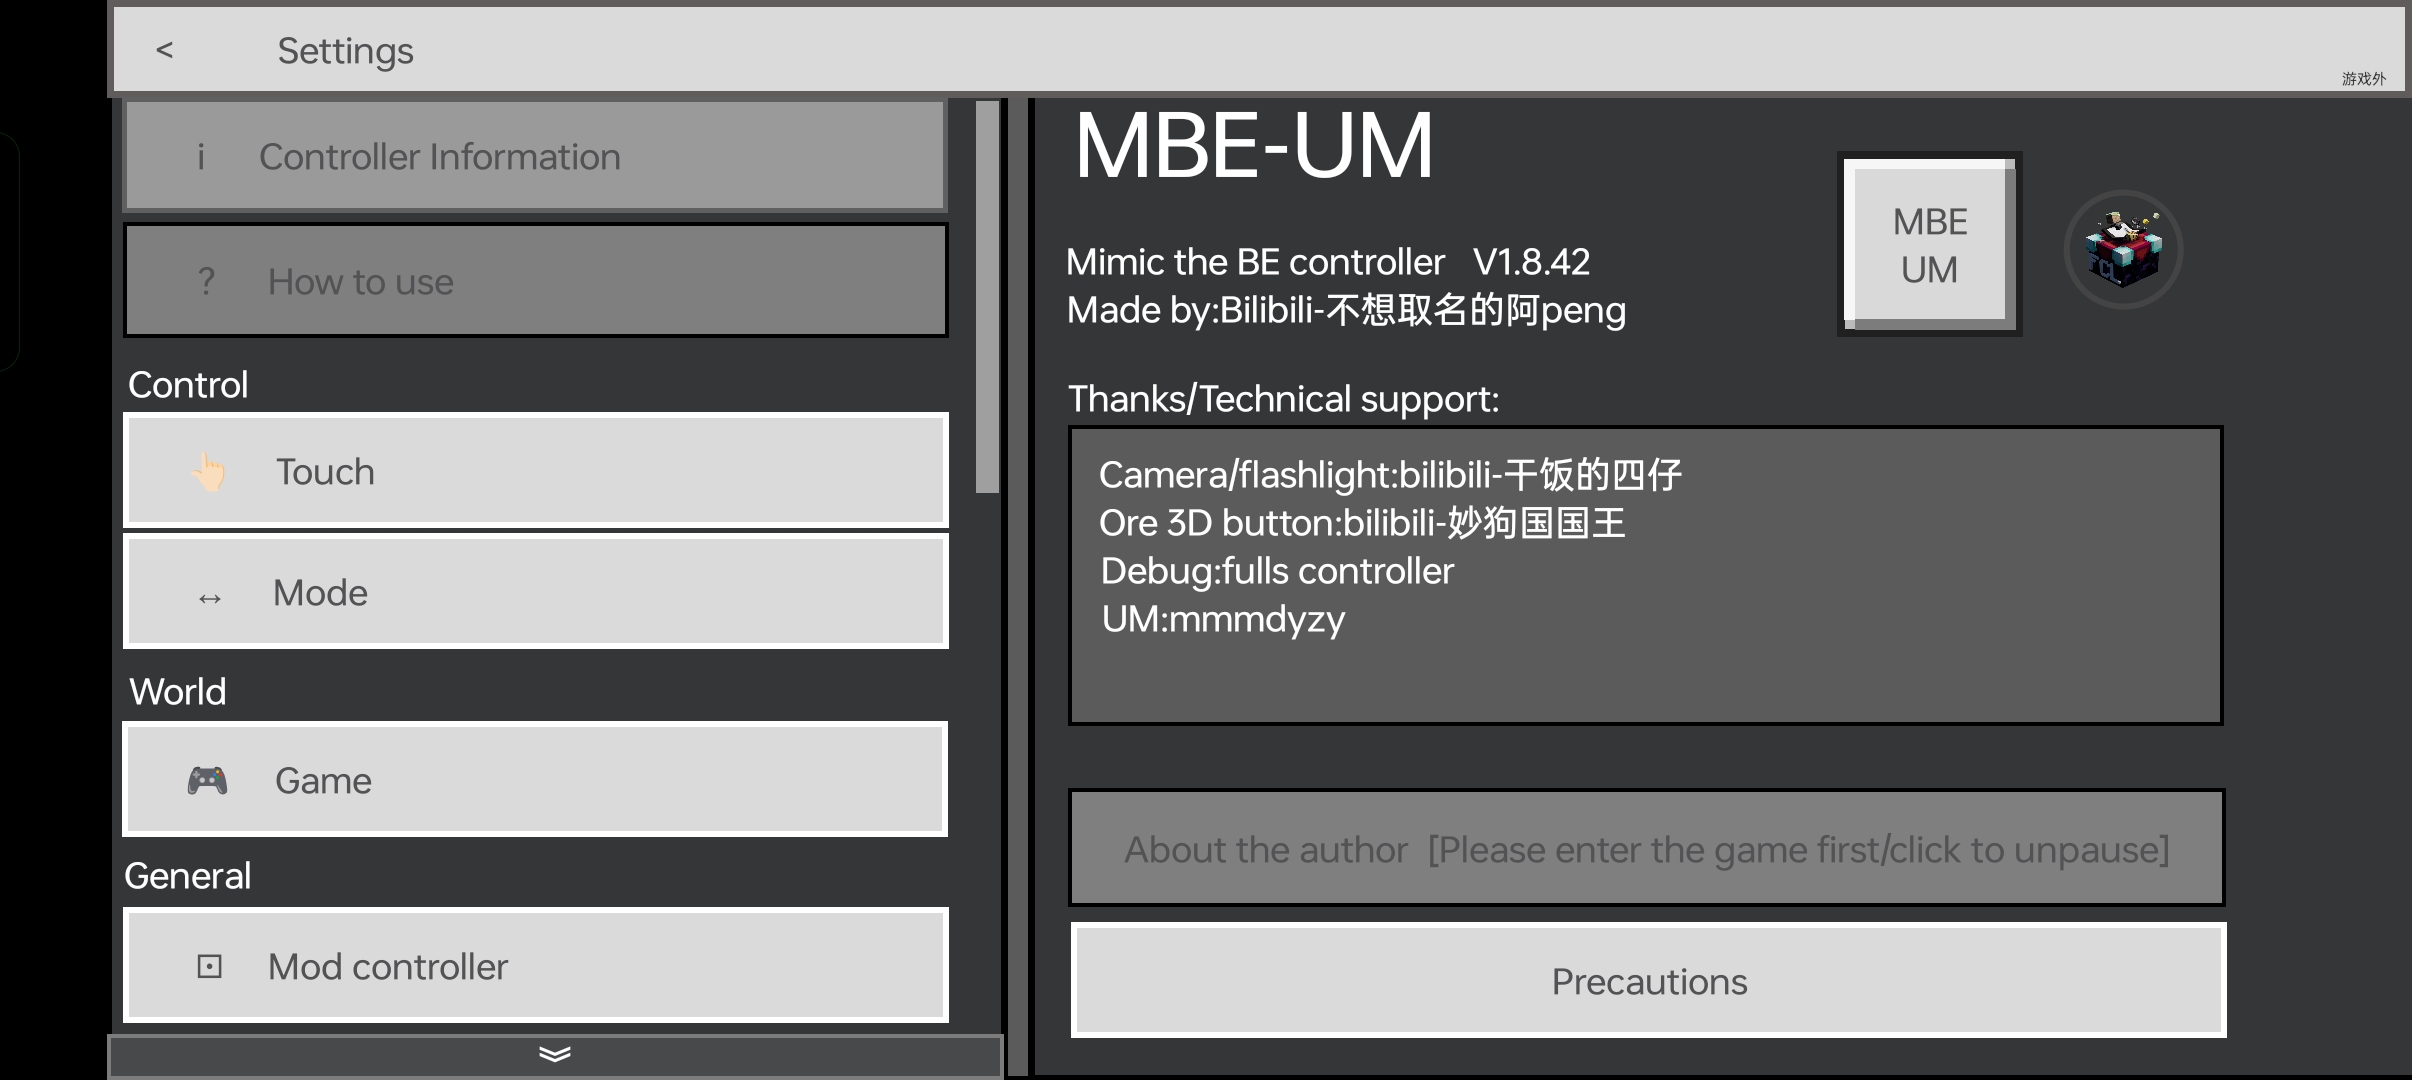 < Settings
游戏外
i Controller Information
? How to use
Control
Touch
↔ Mode
World
Game
General
Mod controller
MBE-UM
Mimic the BE controller V1.8.42
Made by:Bilibili-不想取名的阿peng
MBE
UM
FCL
Thanks/Technical support:
Camera/flashlight:bilibili-干饭的四仔
Ore 3D button:bilibili-妙狗国国王
Debug:fulls controller
UM:mmmdyzy
About the author [Please enter the game first/click to unpause]
Precautions